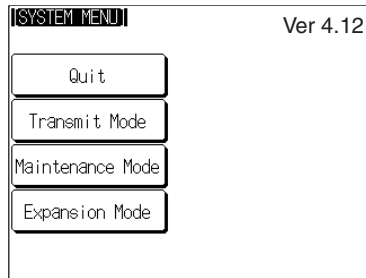 [SYSTEM MENU]
Ver 4.12
Quit
Transmit Mode
Maintenance Mode
Expansion Mode